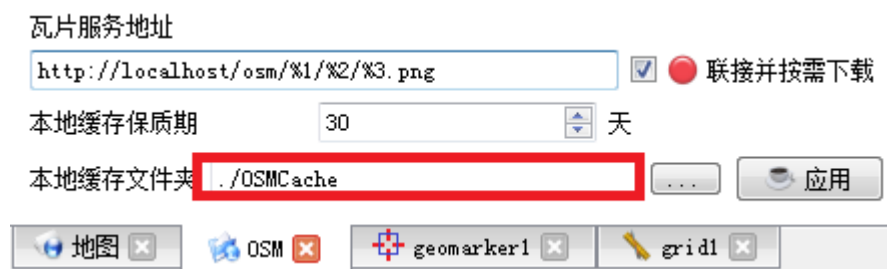 瓦片服务地址
http://localhost/osm/%1/%2/%3.png 联接并按需下载
本地缓存保质期 30 天
本地缓存文件夹 ./OSMCache ... 应用
地图 OSM geomarker1 grid1